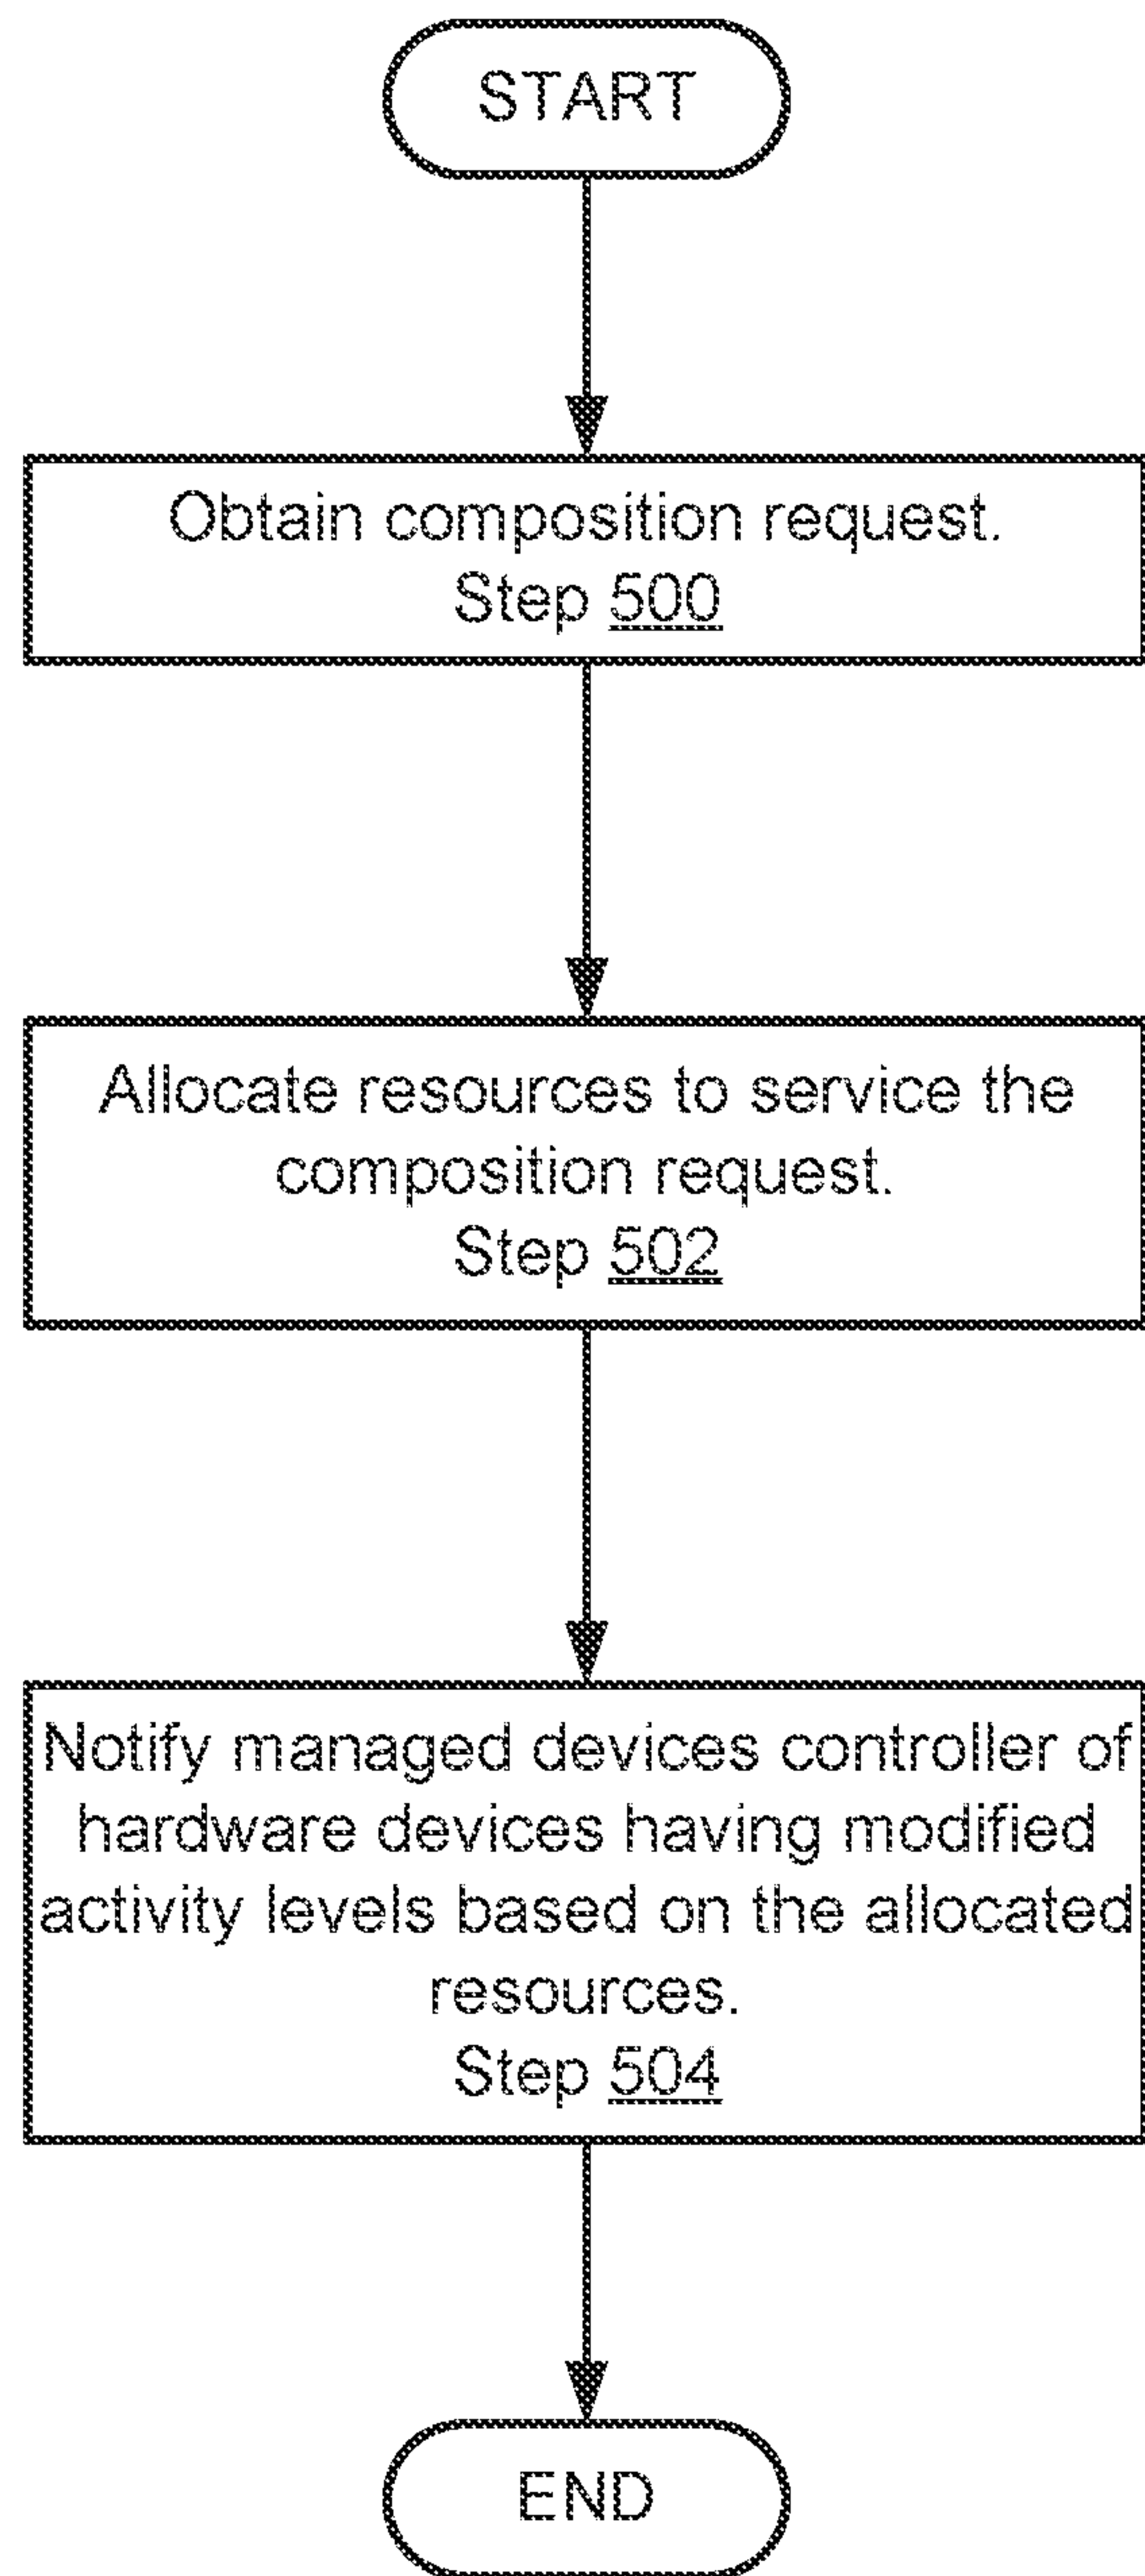 START
Obtain composition request.
Step 500
Allocate resources to service the
composition request.
Step 502
Notify managed devices controller of
hardware devices having modified
activity levels based on the allocated
resources.
Step 504
END